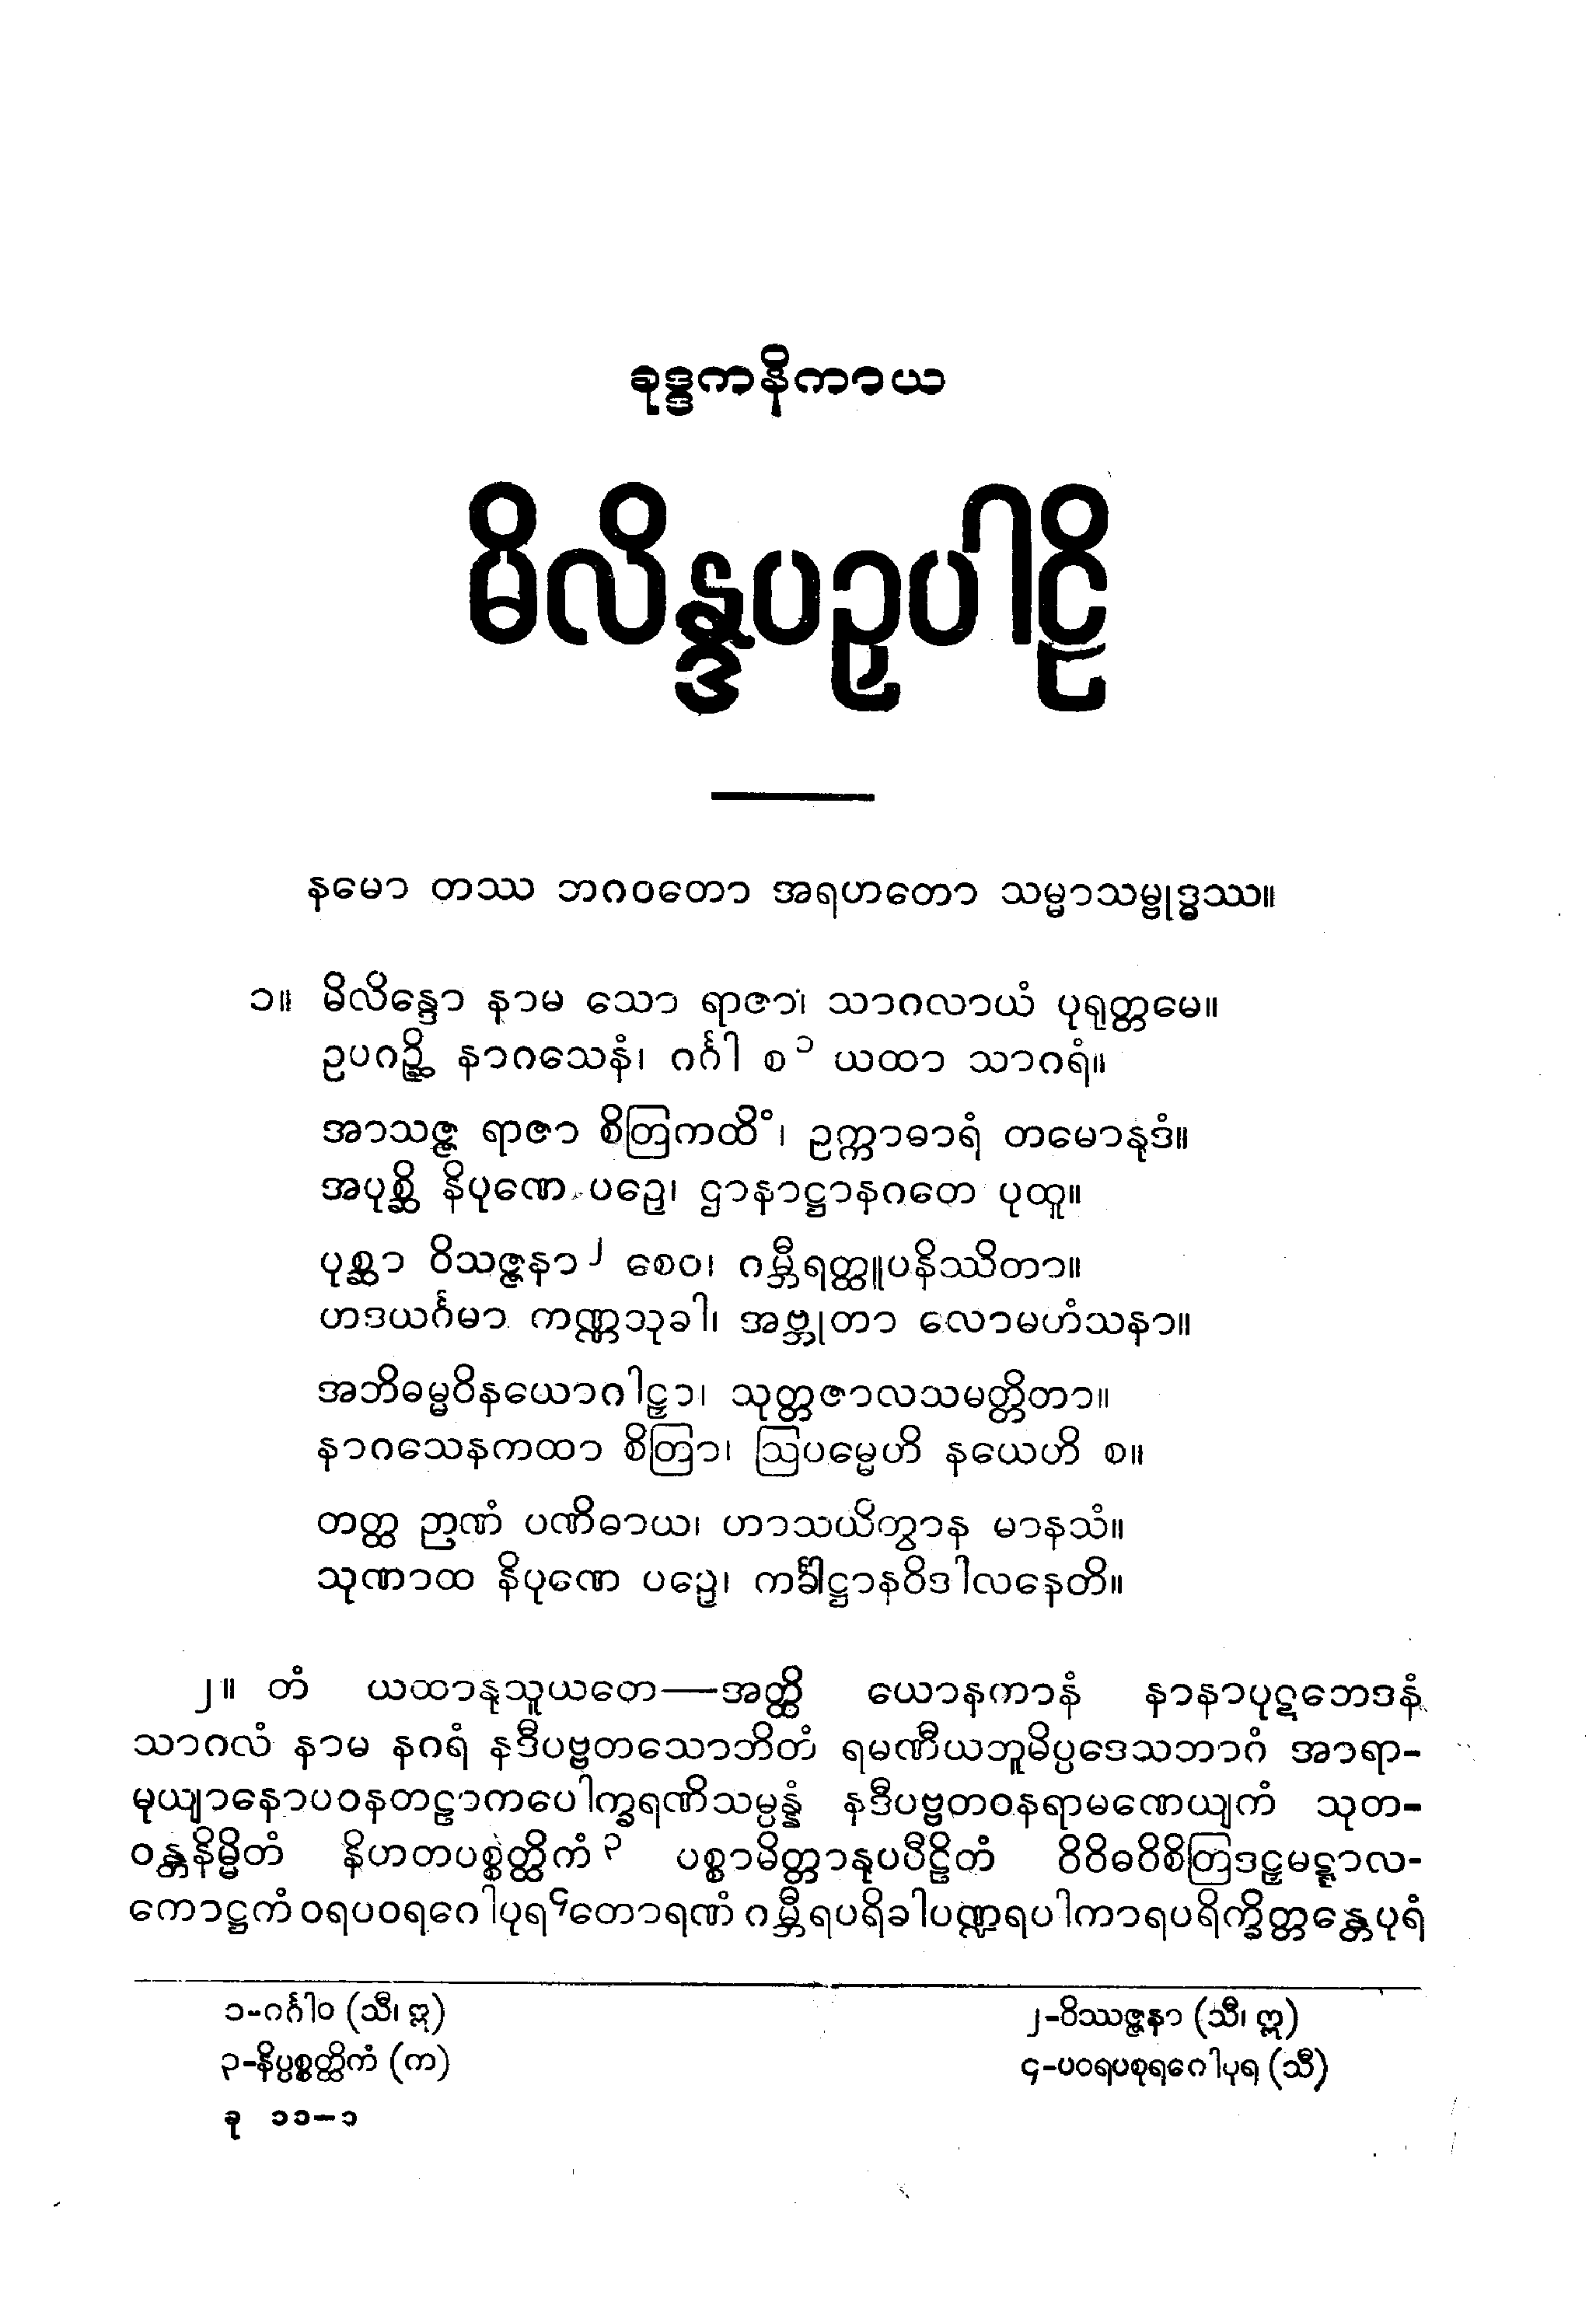 ခုဒ္ဒကနိကာယ
မိလိန္ဒပဉှပါဠိ
နမော တဿ ဘဂဝတော အရဟတော သမ္မာသမ္ဗုဒ္ဓဿ။
၁။ မိလိန္ဒော နာမ သော ရာဇာ၊ သာဂလာယံ ပုရုတ္တမေ။
ဥပဂဉ္ဆိ နာဂသေနံ၊ ဂင်္ဂါ စ ၁ ယထာ သာဂရံ။
အာသဇ္ဇ ရာဇာ စိတြကထိံ၊ ဥက္ကာဓာရံ တမောနုဒံ။
အပုစ္ဆိ နိပုဏေ ပဉှေ၊ ဌာနာဋ္ဌာနဂတေ ပုထူ။
ပုစ္ဆာ ဝိသဇ္ဇနာ ၂ စေဝ၊ ဂမ္ဘီရတ္ထူပနိဿိတာ။
ဟဒယင်္ဂမာ ကဏ္ဏသုခါ၊ အဗ္ဘုတာ လောမဟံသနာ။
အဘိဓမ္မဝိနယောဂါဠှာ၊ သုတ္တဇာလသမတ္တိတာ။
နာဂသေနကထာ စိတြာ၊ ဩပမ္မေဟိ နယေဟိ စ။
တတ္ထ ဉာဏံ ပဏိဓာယ၊ ဟာသယိတွာန မာနသံ။
သုဏာထ နိပုဏေ ပဉှေ၊ ကင်္ခါဋ္ဌာနဝိဒါလနေတိ။
၂။ တံ ယထာနုသူယတေ—အတ္ထိ ယောနကာနံ နာနာပုဋဘေဒနံ
သာဂလံ နာမ နဂရံ နဒီပဗ္ဗတသောဘိတံ ရမဏီယဘူမိပ္ပဒေသဘာဂံ အာရာ-
မုယျာနောပဝနတဠာကပေါက္ခရဏိသမ္ပန္နံ နဒီပဗ္ဗတဝနရာမဏေယျကံ သုတ-
ဝန္တနိမ္မိတံ နိဟတပစ္စတ္ထိကံ ၃ ပစ္စာမိတ္တာနုပပီဠိတံ ဝိဝိဓဝိစိတြဒဠှမဋ္ဋာလ-
ကောဋ္ဌကံ ဝရပဝရဂေါပုရ ၄ တောရဏံ ဂမ္ဘီရပရိခါပဏ္ဍရပါကာရပရိက္ခိတ္တန္တေပုရံ
၁-ဂင်္ဂါဝ (သီ၊ ဣ) ၂-ဝိဿဇ္ဇနာ (သီ၊ ဣ)
၃-နိပ္ပစ္စတ္ထိကံ (က) ၄-ပဝရပစုရဂေါပုရ (သီ)
ခု ၁၁-၁